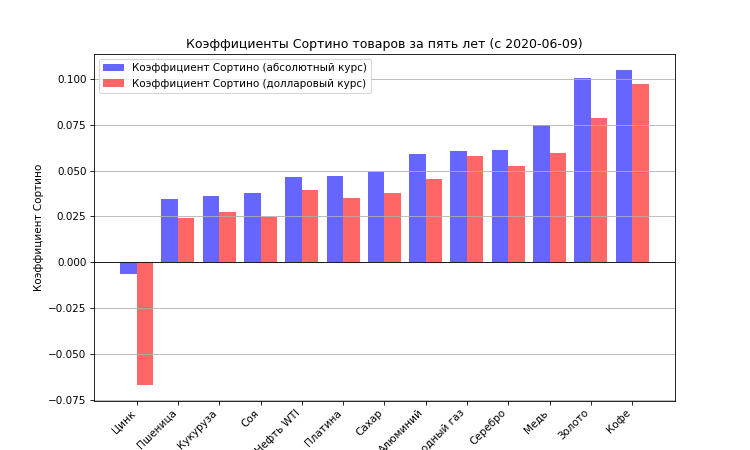 Коэффициенты Сортино товаров за пять лет (с 2020-06-09)
Коэффициент Сортино (абсолютный курс)
Коэффициент Сортино (долларовый курс)
Коэффициент Сортино
0.100
0.075
0.050
0.025
0.000
−0.025
−0.050
−0.075
Цинк
Пшеница
Кукуруза
Соя
Нефть WTI
Платина
Сахар
Алюминий
газ
Серебро
Медь
Золото
Кофе